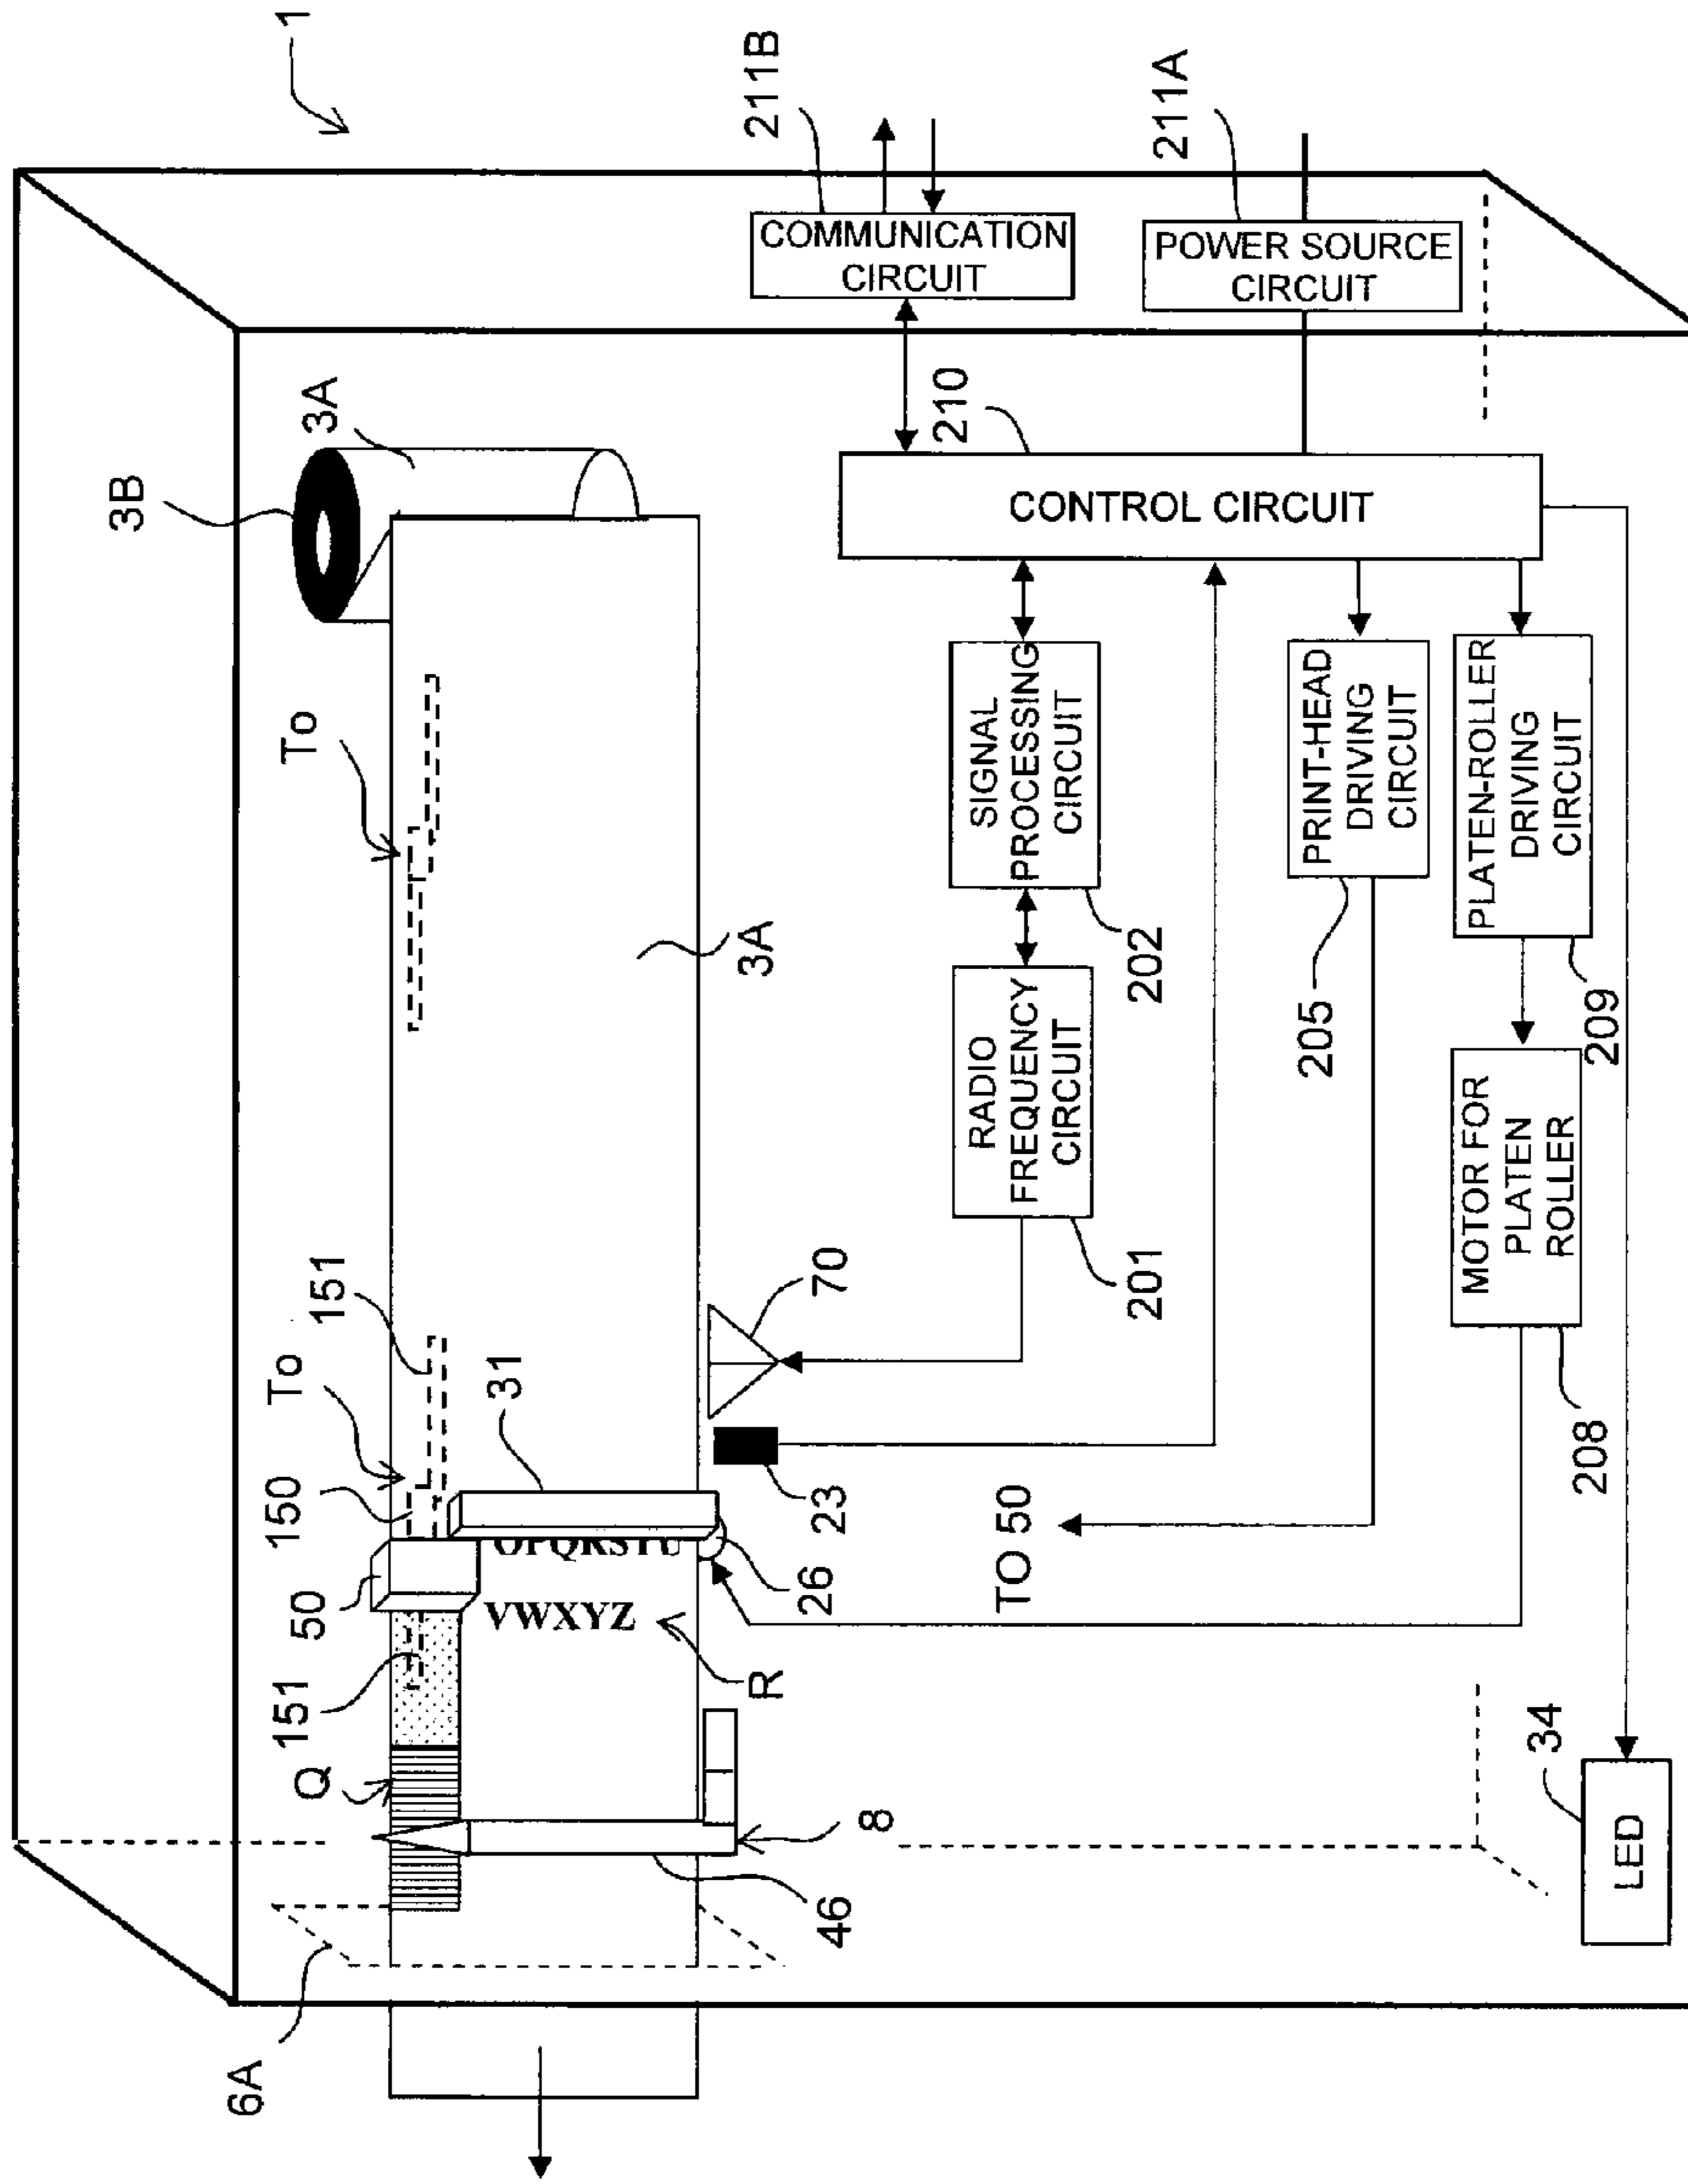 1
211B
211A
COMMUNICATION
CIRCUIT
POWER SOURCE
CIRCUIT
3B
3A
210
CONTROL CIRCUIT
To
3A
SIGNAL
PROCESSING
CIRCUIT
202
PRINT-HEAD
DRIVING
CIRCUIT
205
PLATEN-ROLLER
DRIVING
CIRCUIT
209
RADIO
FREQUENCY
CIRCUIT
201
MOTOR FOR
PLATEN
ROLLER
208
151
To
150
31
70
23
OPQRSTU
50
VWXYZ
26
TO 50
151
R
Q
8
46
34
LED
6A